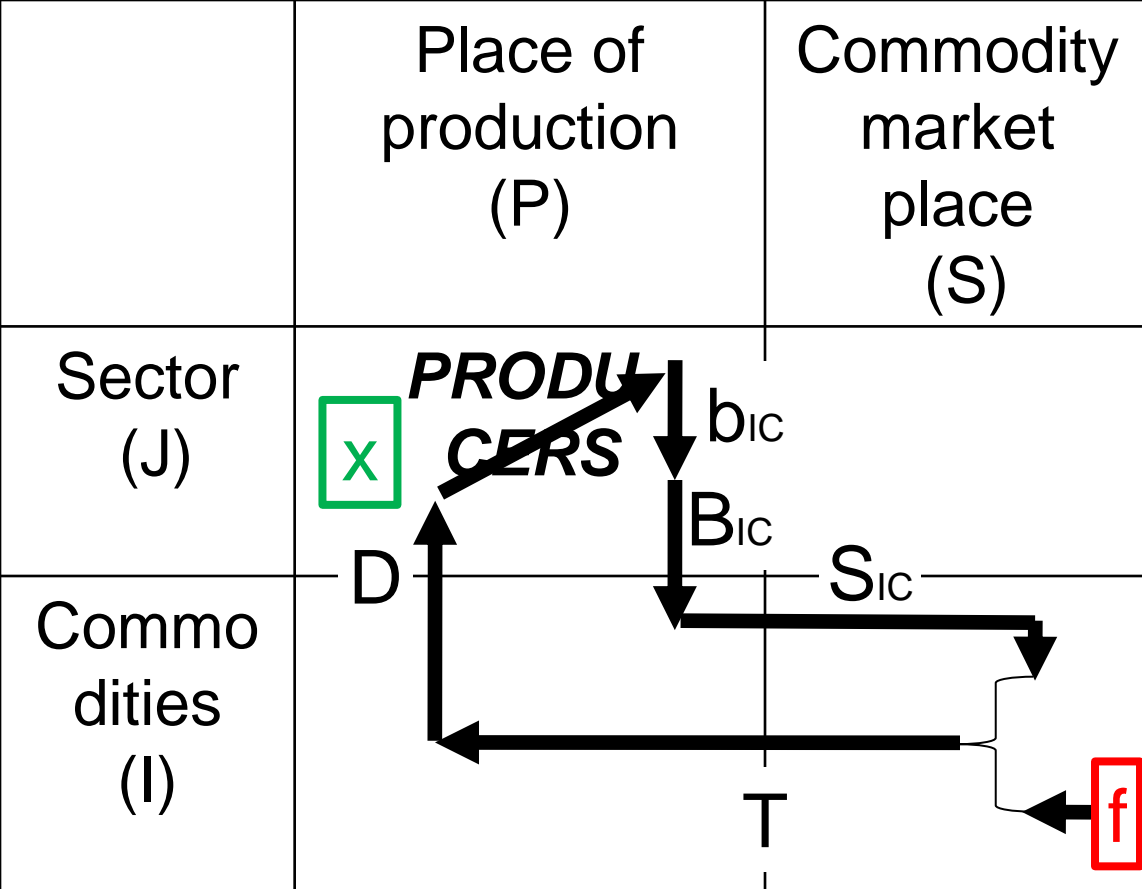 Place of
production
(P)
Commodity
market
place
(S)
Sector
(J)
PRODU
CERS
x
bIC
BIC
D
SIC
Commo
dities
(I)
T
f